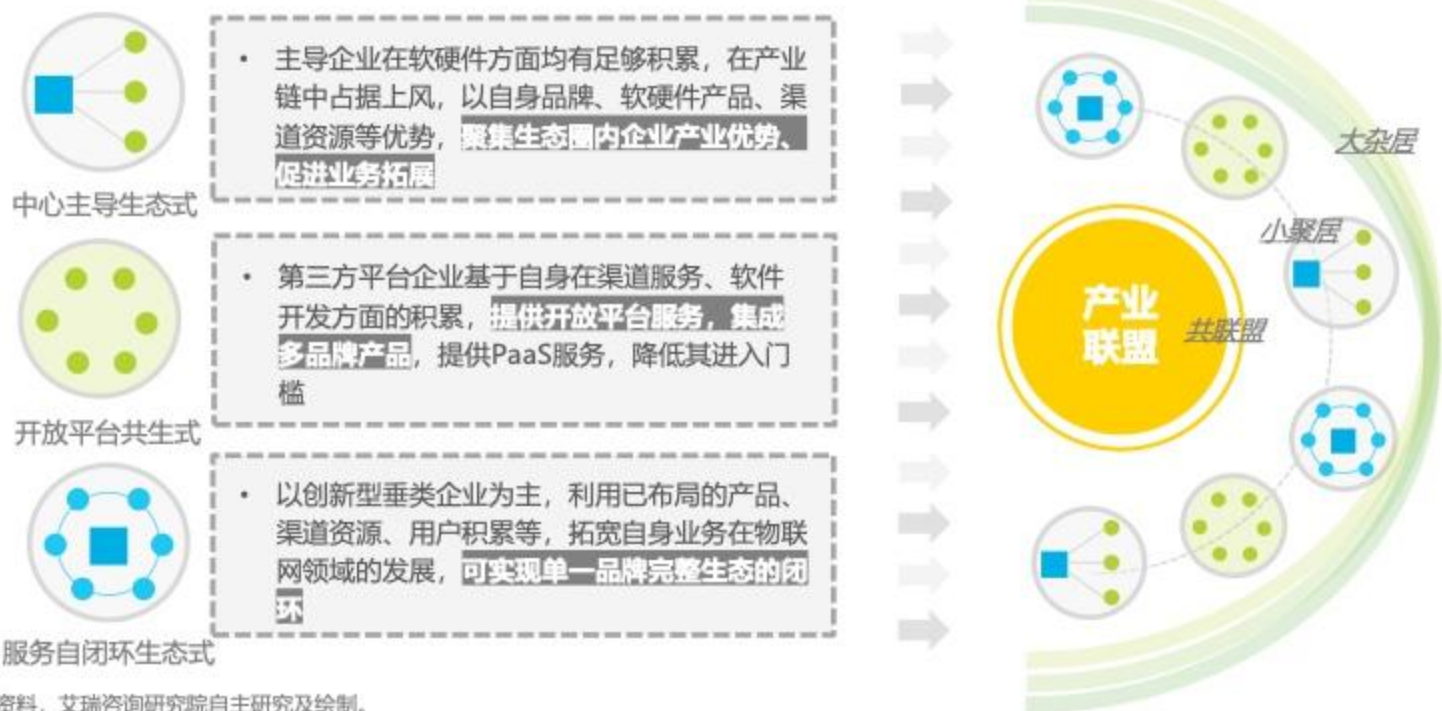 • 主导企业在软硬件方面均有足够积累，在产业
链中占据上风，以自身品牌、软硬件产品、渠
道资源等优势，聚集生态圈内企业产业优势、
促进业务拓展
中心主导生态式
• 第三方平台企业基于自身在渠道服务、软件
开发方面的积累，提供开放平台服务，集成
多品牌产品，提供PaaS服务，降低其进入门
槛
开放平台共生式
• 以创新型垂类企业为主，利用已布局的产品、
渠道资源、用户积累等，拓宽自身业务在物联
网领域的发展，可实现单一品牌完整生态的闭
环
服务自闭环生态式
大杂居
小聚居
产业
联盟
共联盟
资料，艾瑞咨询研究院自主研究及绘制。